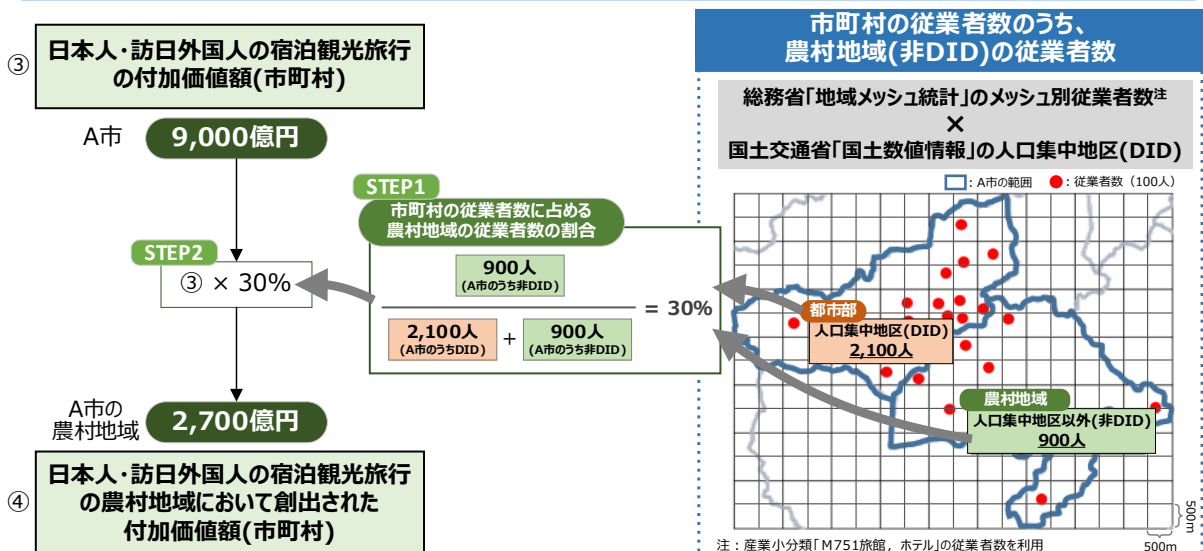 ③
日本人・訪日外国人の宿泊観光旅行
の付加価値額(市町村)
A市
9,000億円
STEP2
③ × 30%
A市の
農村地域
2,700億円
④
日本人・訪日外国人の宿泊観光旅行
の農村地域において創出された
付加価値額(市町村)
STEP1
市町村の従業者数に占める
農村地域の従業者数の割合
900人
(A市のうち非DID)
2,100人
(A市のうちDID)
+
900人
(A市のうち非DID)
= 30%
市町村の従業者数のうち、
農村地域(非DID)の従業者数
総務省「地域メッシュ統計」のメッシュ別従業者数注
×
国土交通省「国土数値情報」の人口集中地区(DID)
：A市の範囲
：従業者数（100人）
都市部
人口集中地区(DID)
2,100人
農村地域
人口集中地区以外(非DID)
900人
500m
500m
注：産業小分類「M751旅館，ホテル」の従業者数を利用